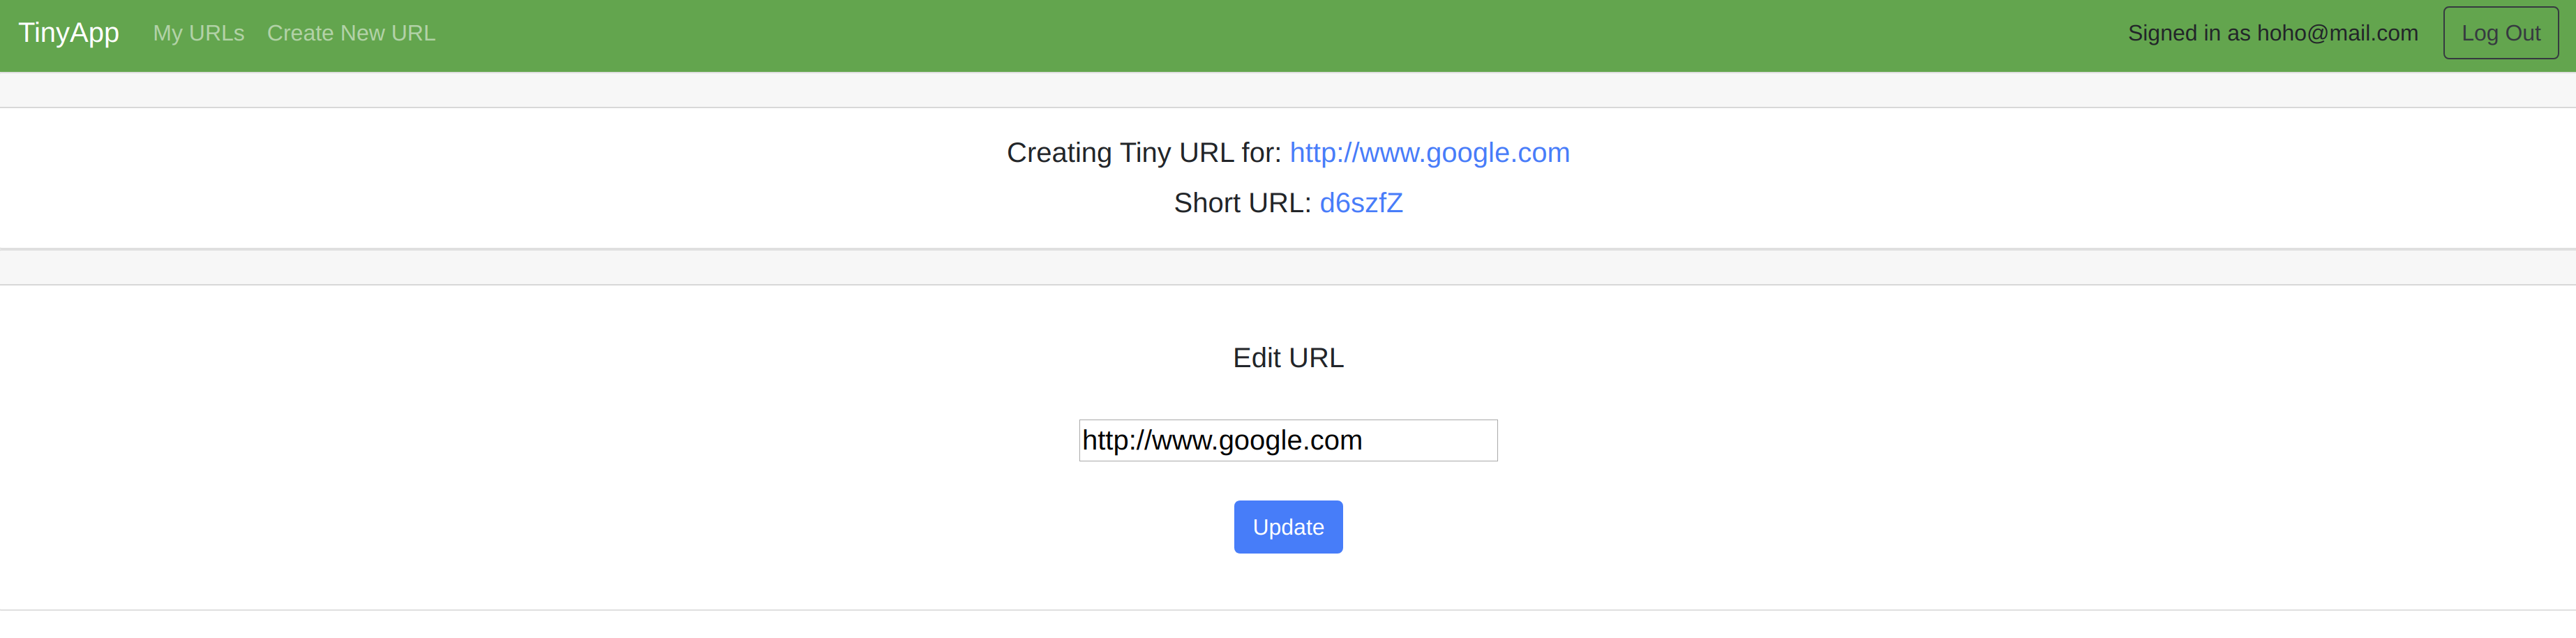 TinyApp My URLs Create New URL Signed in as hoho@mail.com Log Out
Creating Tiny URL for: http://www.google.com
Short URL: d6szfZ
Edit URL
http://www.google.com
Update